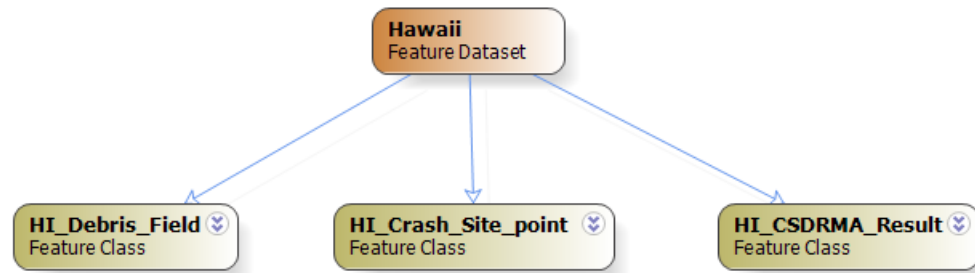 Hawaii
Feature Dataset
HI_Debris_Field
Feature Class
HI_Crash_Site_point
Feature Class
HI_CSDRMA_Result
Feature Class